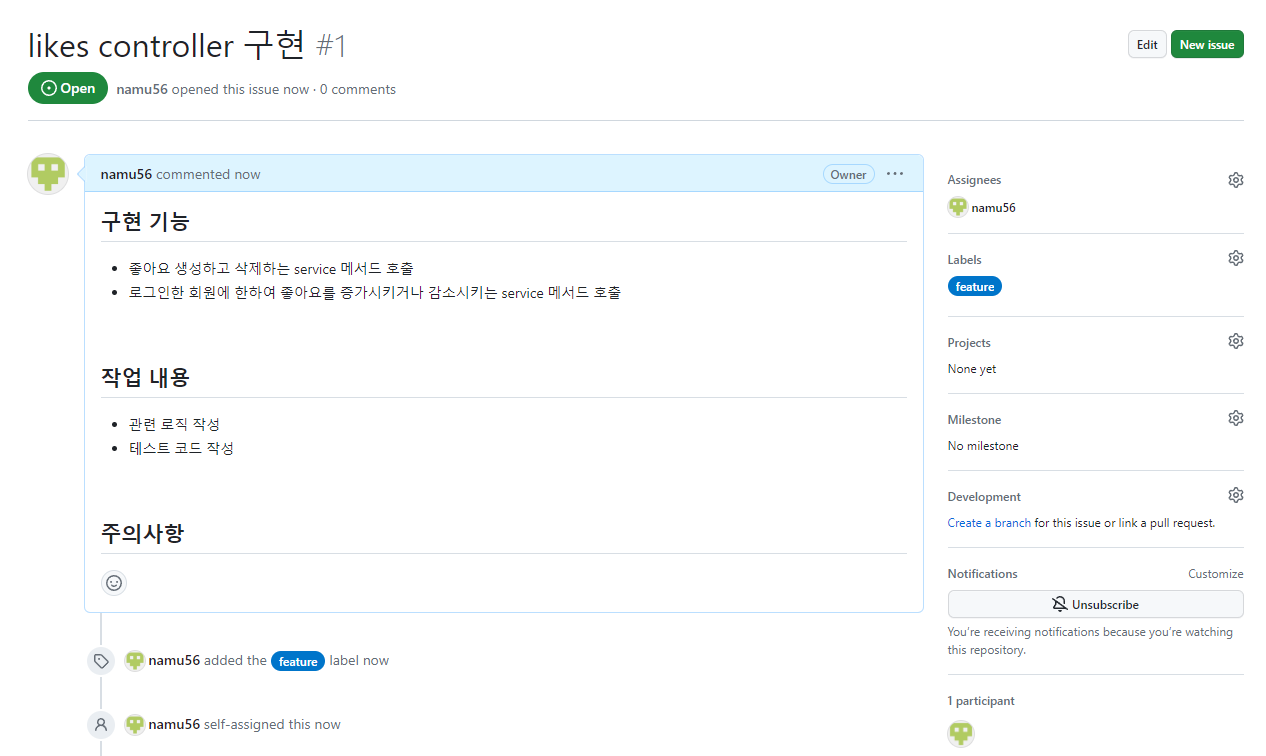 likes controller 구현 #1
Edit
New issue
Open
namu56 opened this issue now · 0 comments
namu56 commented now
Owner
구현 기능
좋아요 생성하고 삭제하는 service 메서드 호출
로그인한 회원에 한하여 좋아요를 증가시키거나 감소시키는 service 메서드 호출
작업 내용
관련 로직 작성
테스트 코드 작성
주의사항
namu56 added the feature label now
namu56 self-assigned this now
Assignees
namu56
Labels
feature
Projects
None yet
Milestone
No milestone
Development
Create a branch for this issue or link a pull request.
Notifications
Customize
Unsubscribe
You're receiving notifications because you're watching
this repository.
1 participant